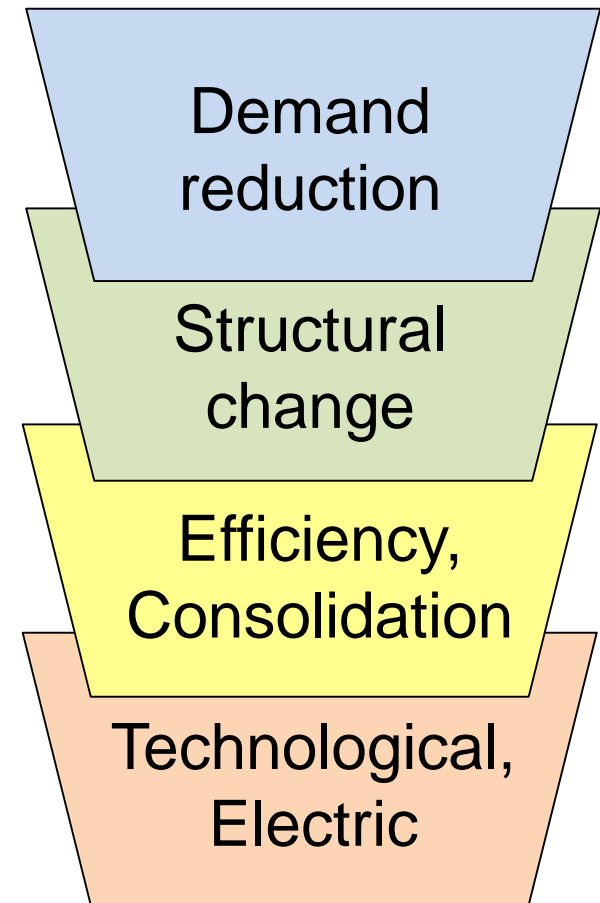 Demand
reduction
Structural
change
Efficiency,
Consolidation
Technological,
Electric